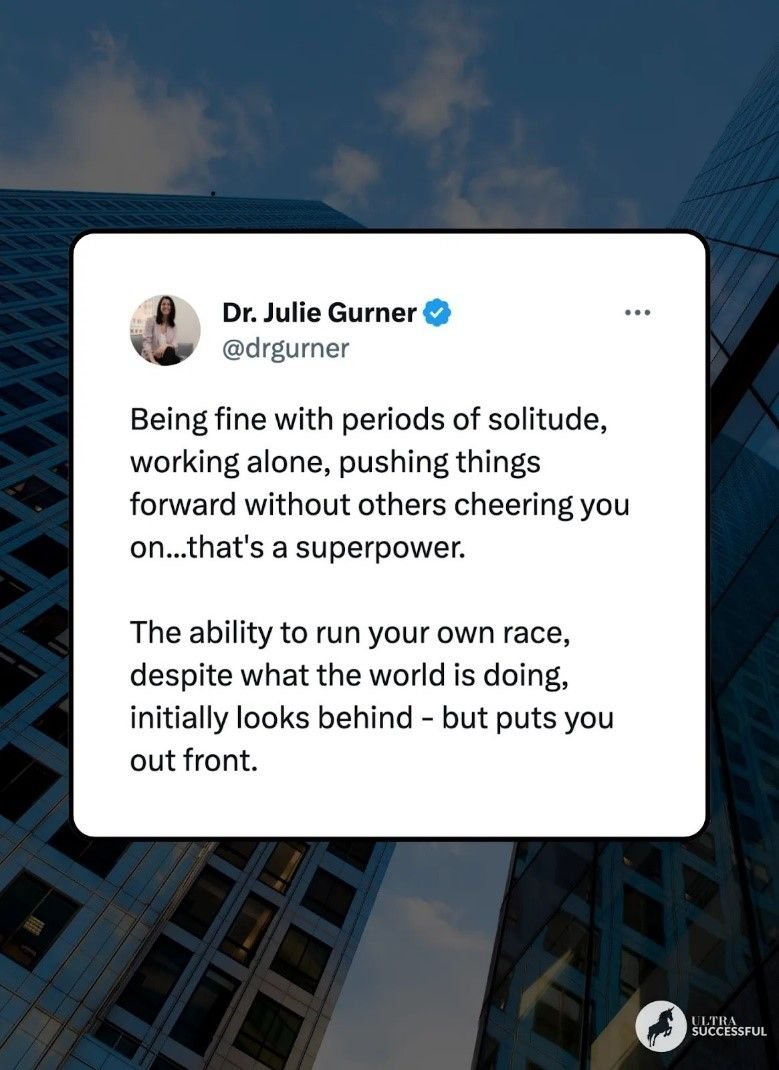 Dr. Julie Gurner
@drgurner
Being fine with periods of solitude,
working alone, pushing things
forward without others cheering you
on...that's a superpower.
The ability to run your own race,
despite what the world is doing,
initially looks behind - but puts you
out front.
ULTRA
SUCCESSFUL